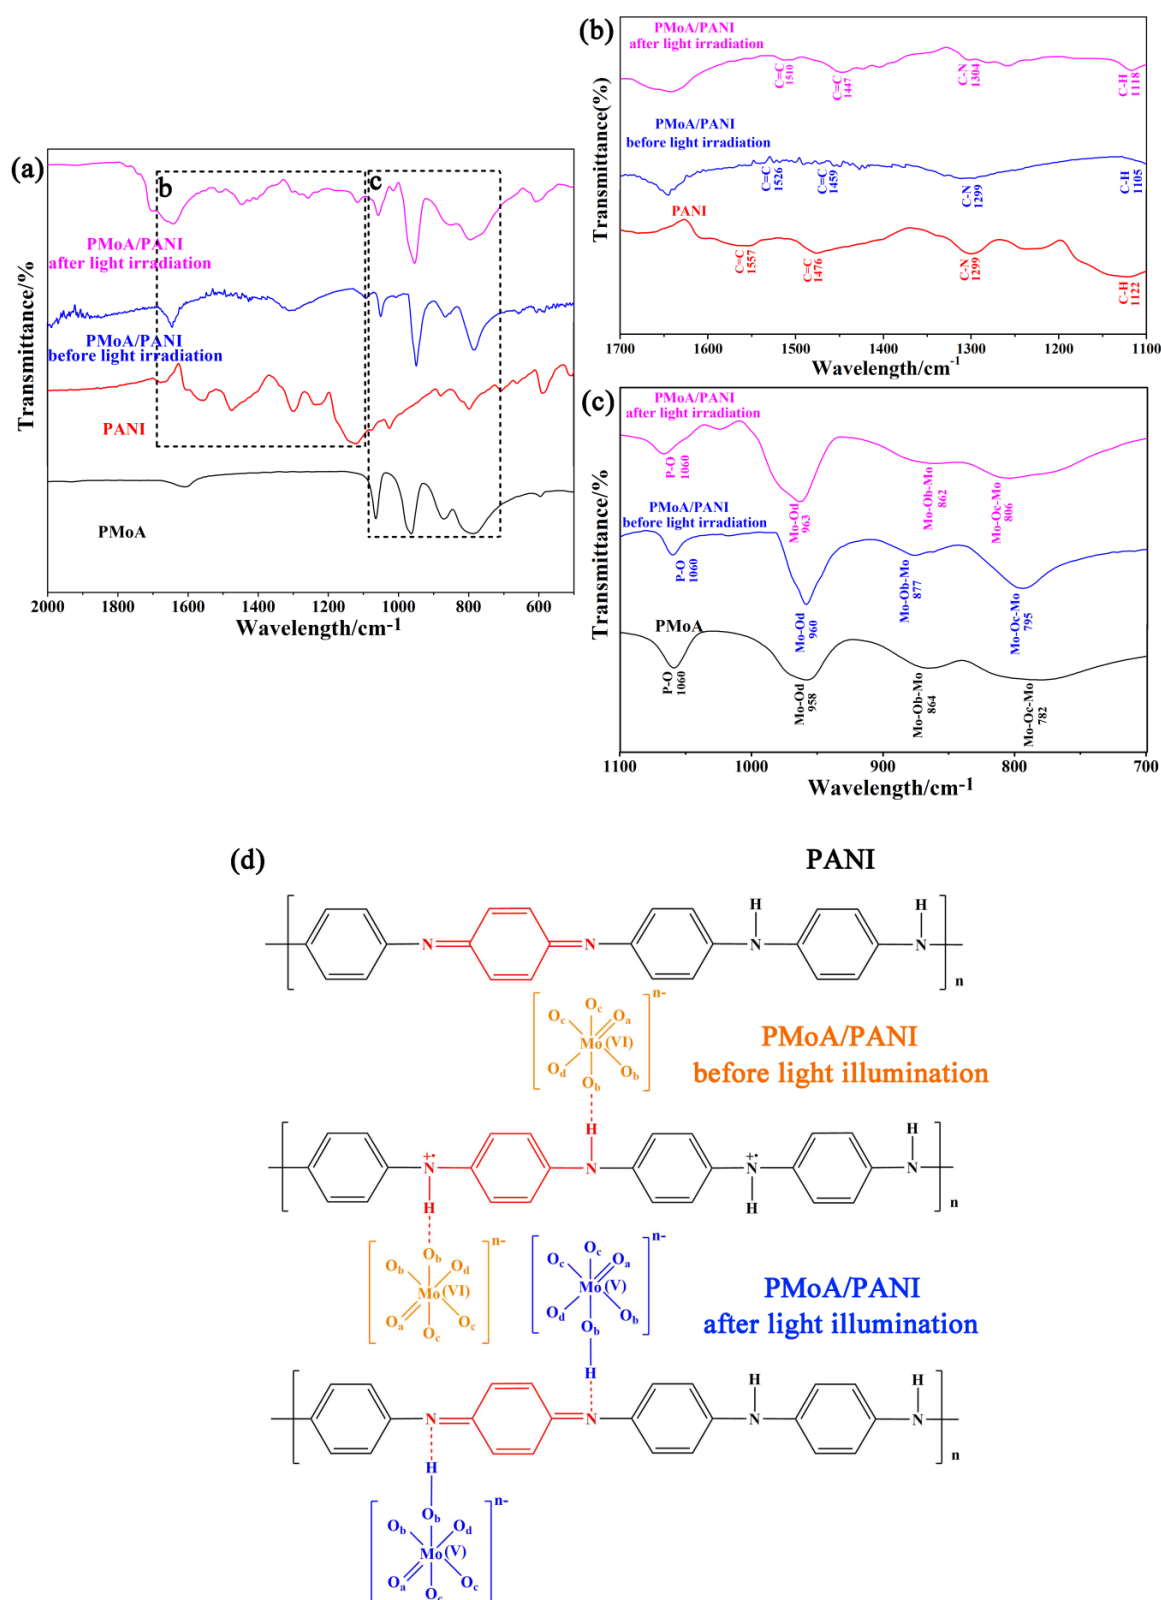 (a)
b
c
PMoA/PANI
after light irradiation
PMoA/PANI
before light irradiation
PANI
PMoA
Transmittance/%
2000 1800 1600 1400 1200 1000 800 600
Wavelength/cm-1
(b)
PMoA/PANI
after light irradiation
C=C
1510
C=C
1447
C-N
1304
C-H
1118
PMoA/PANI
before light irradiation
C=C
1526
C=C
1459
C-N
1299
C-H
1105
PANI
C=C
1557
C=C
1476
C-N
1299
C-H
1122
Transmittance(%)
1700 1600 1500 1400 1300 1200 1100
Wavelength/cm-1
(c)
PMoA/PANI
after light irradiation
P-O
1060
Mo-Od
963
Mo-Ob-Mo
862
Mo-Oc-Mo
806
PMoA/PANI
before light irradiation
P-O
1060
Mo-Od
960
Mo-Ob-Mo
877
Mo-Oc-Mo
795
PMoA
P-O
1060
Mo-Od
958
Mo-Ob-Mo
864
Mo-Oc-Mo
782
Transmittance/%
1100 1000 900 800 700
Wavelength/cm-1
(d)
PANI
H H
N N N N
n
n-
Oc Oc Oa
Mo(VI)
Od Ob Ob
PMoA/PANI
before light illumination
H H
+• +•
N N N N
H H
n
n- n-
Ob Ob Od
Mo(VI)
Oa Oc Oc
Oc Oc Oa
Mo(V)
Od Ob Ob
H
PMoA/PANI
after light illumination
H H
N N N N
n
H
n-
Ob Ob Od
Mo(V)
Oa Oc Oc